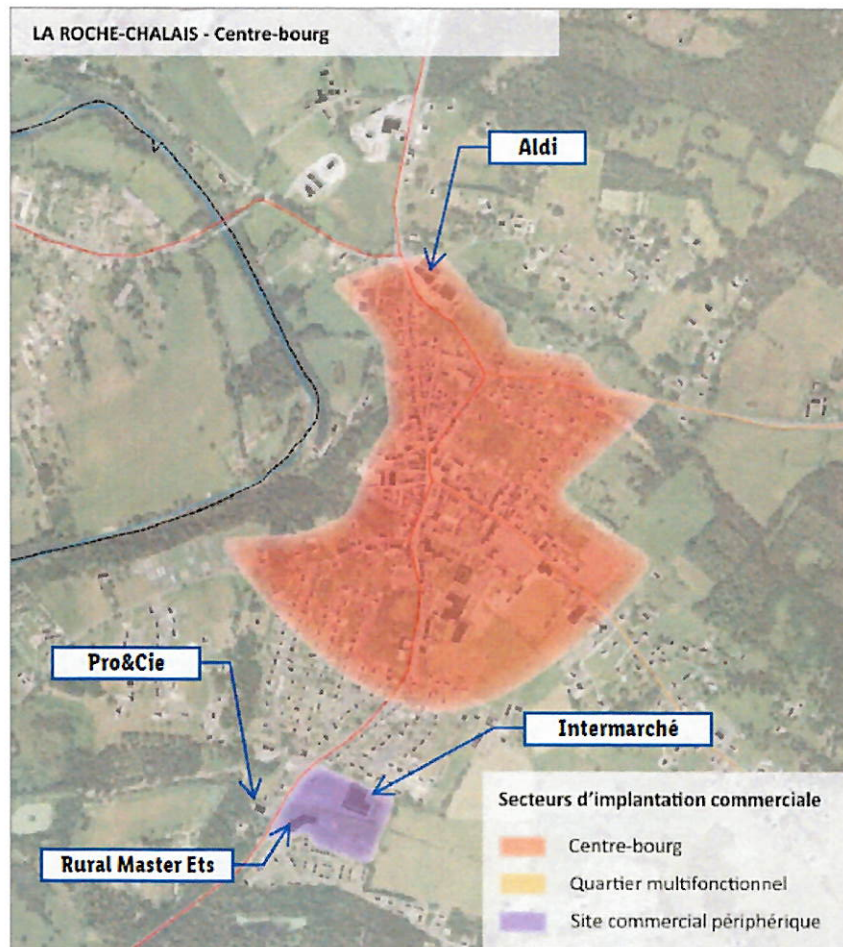 LA ROCHE-CHALAIS - Centre-bourg
Aldi
Pro&Cie
Intermarché
Rural Master Ets
Secteurs d'implantation commerciale
Centre-bourg
Quartier multifonctionnel
Site commercial périphérique